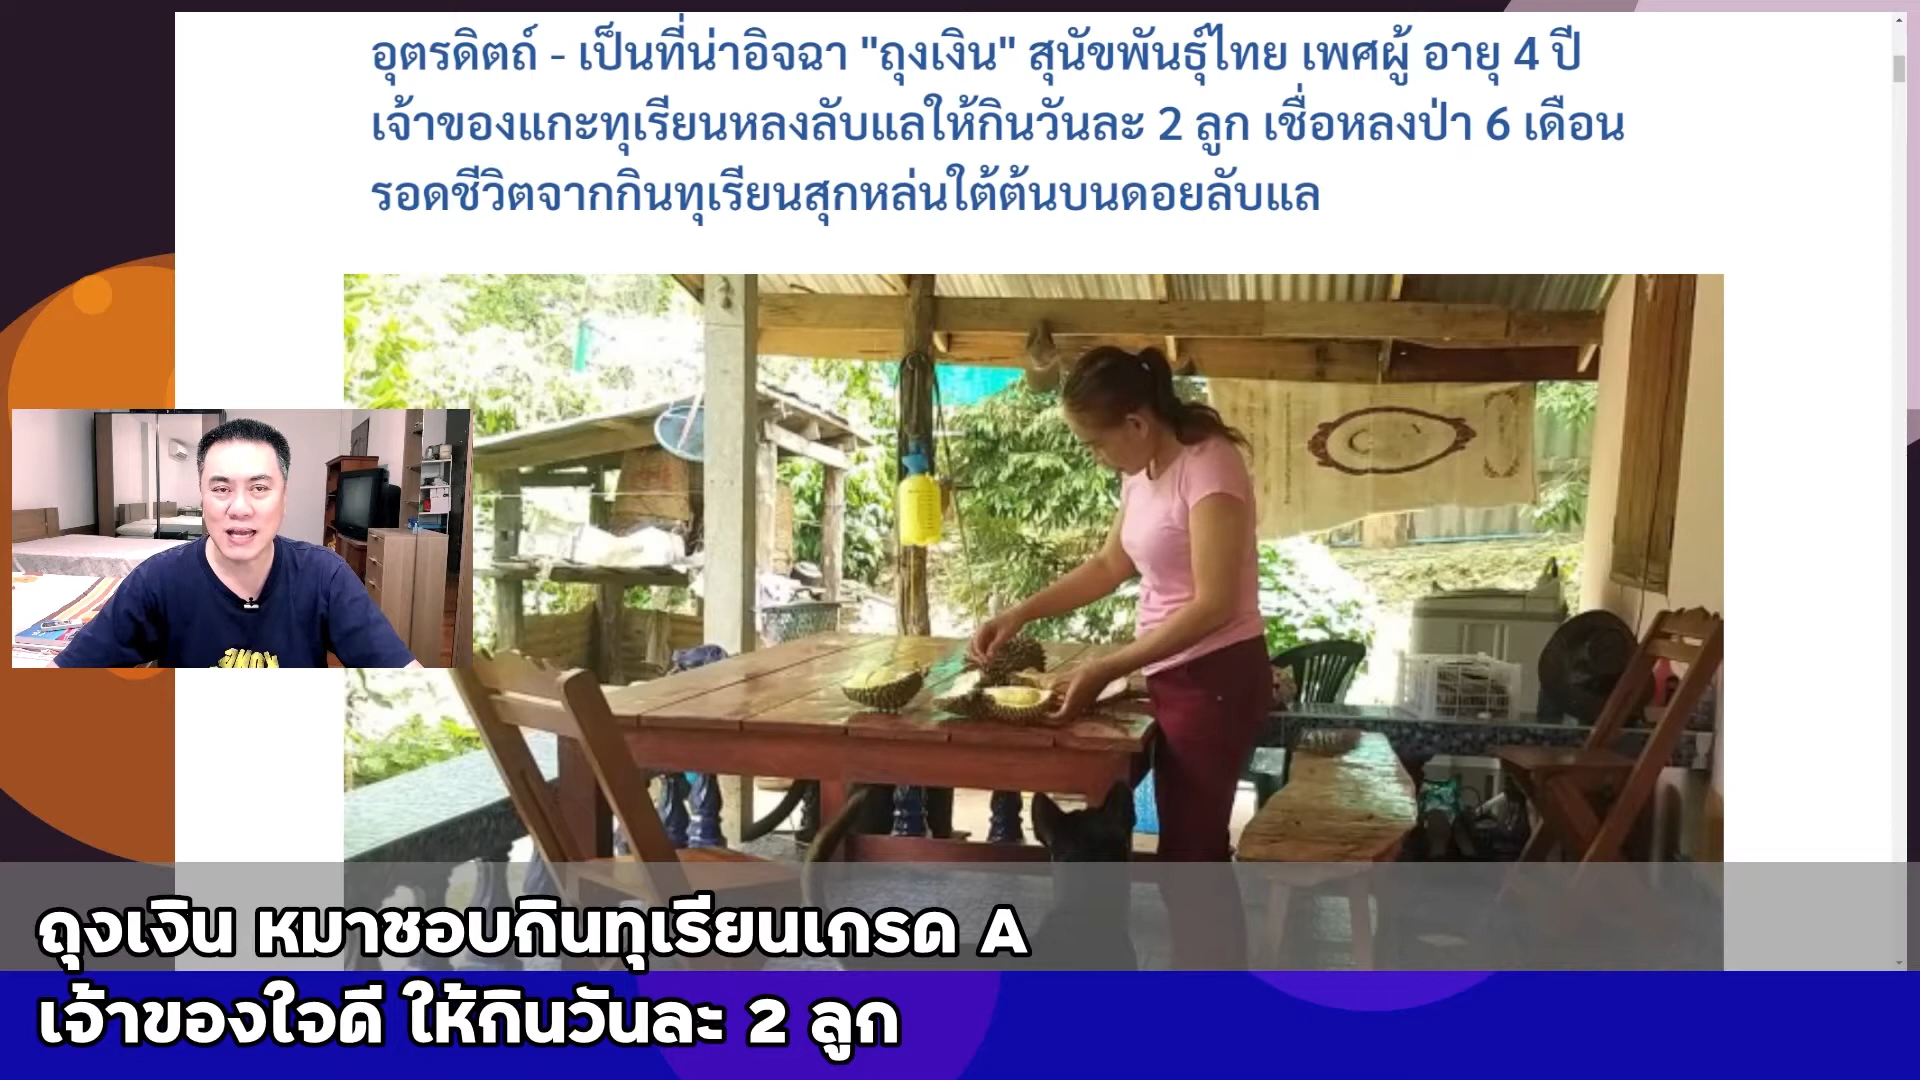 อุตรดิตถ์ - เป็นที่น่าอิจฉา "ถุงเงิน" สุนัขพันธุ์ไทย เพศผู้ อายุ 4 ปี
เจ้าของแกะทุเรียนหลงลับแลให้กินวันละ 2 ลูก เชื่อหลงป่า 6 เดือน
รอดชีวิตจากกินทุเรียนสุกหล่นใต้ต้นบนดอยลับแล
ถุงเงิน หมาชอบกินทุเรียนเกรด A
เจ้าของใจดี ให้กินวันละ 2 ลูก